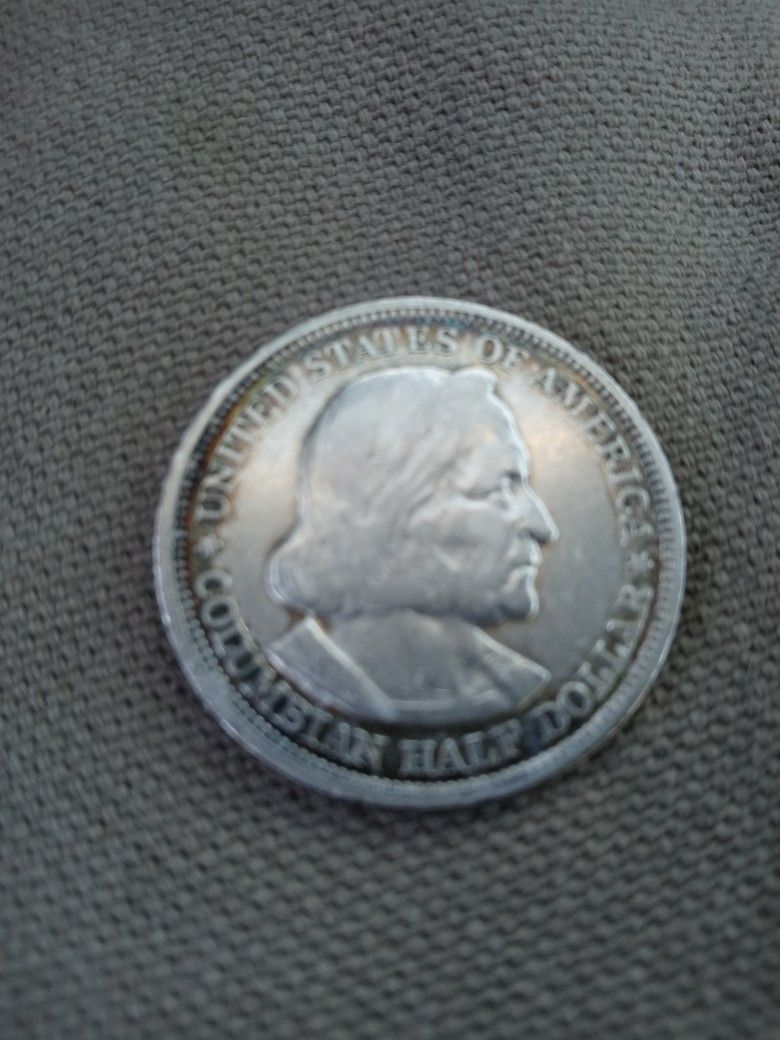 UNITED STATES OF AMERICA
COLUMBIAN HALF DOLLAR